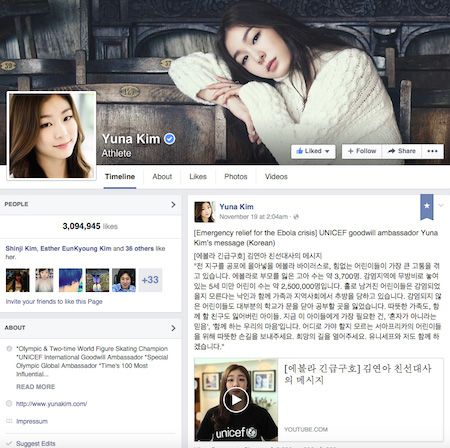 Yuna Kim
Athlete
Liked
+ Follow
Share
•••
Timeline
About
Likes
Photos
Videos
PEOPLE
3,094,945 likes
Shinji Kim, Esther EunKyoung Kim and 36 others like
her.
+33
Invite your friends to like this Page
ABOUT
*Olympic & Two-time World Figure Skating Champion
*UNICEF International Goodwill Ambassador *Special
Olympic Global Ambassador *Time's 100 Most
Influential...
READ MORE
http://www.yunakim.com/
Impressum
Suggest Edits
Yuna Kim
November 19 at 2:04am ·
[Emergency relief for the Ebola crisis] UNICEF goodwill ambassador Yuna
Kim's message (Korean)
[에볼라 긴급구호] 김연아 친선대사의 메시지
"전 지구를 공포에 몰아넣을 에볼라 바이러스로, 힘없는 어린이들이 가장 큰 고통을 겪
고 있습니다. 에볼라로 부모를 잃은 고아 수는 약 3,700명. 감염지역에 무방비로 놓여
있는 5세 미만 어린이 수는 약 2,500,000명입니다. 홀로 남겨진 어린이들은 감염되었
을지 모른다는 낙인과 함께 가족과 지역사회에서 추방을 당하고 있습니다. 감염되지 않
은 어린이들도 대부분의 학교가 문을 닫아 공부할 곳을 잃었습니다. 따뜻한 가족도, 함
께 할 친구도 잃어버린 아이들. 지금 이 아이들에게 가장 필요한 건, '혼자가 아니라는
믿음', '함께 하는 우리의 마음'입니다. 어디로 가야 할지 모르는 서아프리카의 어린이들
을 위해 따뜻한 손길을 보내주세요. 희망의 길을 열어주세요. 유니세프와 저도 함께 하
겠습니다."
[에볼라 긴급구호] 김연아 친선대사
의 메시지
unicef
YOUTUBE.COM